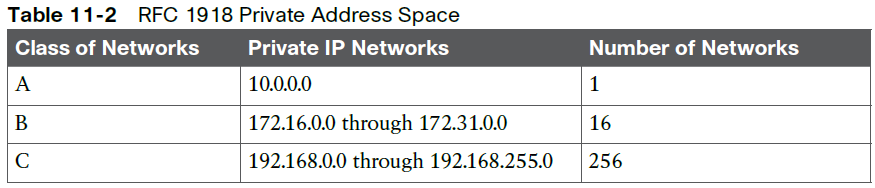 Table 11-2 RFC 1918 Private Address Space
Class of Networks Private IP Networks Number of Networks
A 10.0.0.0 1
B 172.16.0.0 through 172.31.0.0 16
C 192.168.0.0 through 192.168.255.0 256